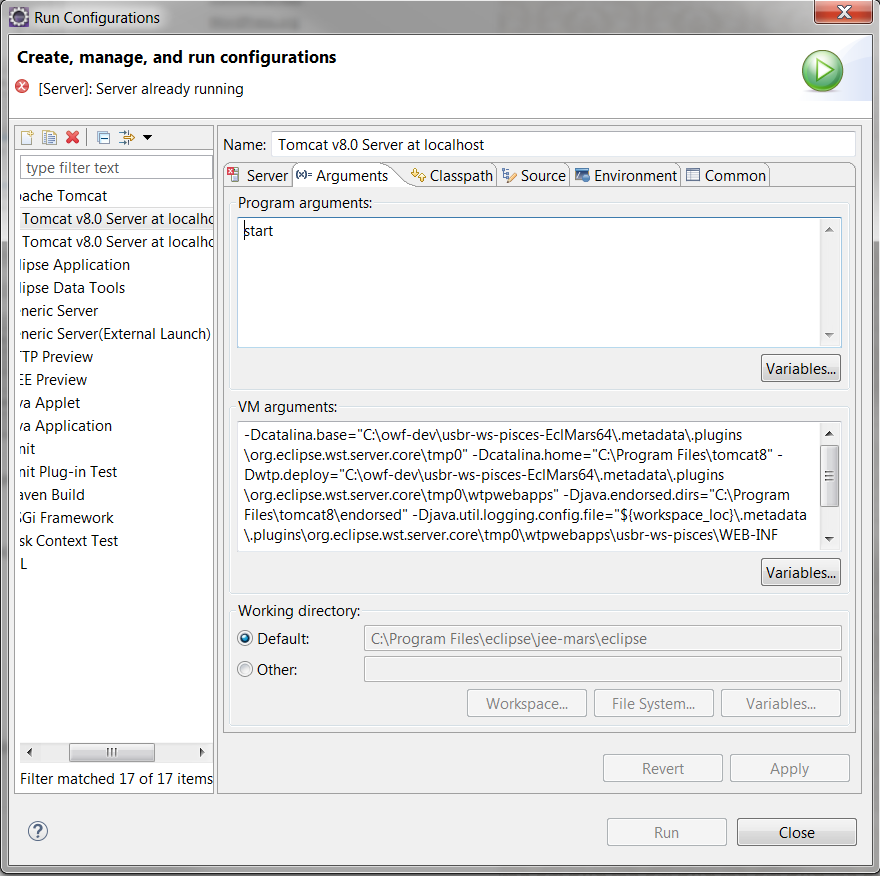 Run Configurations
Create, manage, and run configurations
[Server]: Server already running
type filter text
pache Tomcat
Tomcat v8.0 Server at localho
Tomcat v8.0 Server at localho
lipse Application
lipse Data Tools
neric Server
neric Server(External Launch)
TP Preview
EE Preview
va Applet
va Application
nit
nit Plug-in Test
aven Build
SGi Framework
sk Context Test
L
Filter matched 17 of 17 items
Name: Tomcat v8.0 Server at localhost
Server (x)= Arguments Classpath Source Environment Common
Program arguments:
start
Variables...
VM arguments:
-Dcatalina.base="C:\owf-dev\usbr-ws-pisces-EclMars64\.metadata\.plugins
\org.eclipse.wst.server.core\tmp0" -Dcatalina.home="C:\Program Files\tomcat8" -
Dwtp.deploy="C:\owf-dev\usbr-ws-pisces-EclMars64\.metadata\.plugins
\org.eclipse.wst.server.core\tmp0\wtpwebapps" -Djava.endorsed.dirs="C:\Program
Files\tomcat8\endorsed" -Djava.util.logging.config.file="${workspace_loc}\.metadata
\.plugins\org.eclipse.wst.server.core\tmp0\wtpwebapps\usbr-ws-pisces\WEB-INF
Variables...
Working directory:
Default: C:\Program Files\eclipse\jee-mars\eclipse
Other:
Workspace... File System... Variables...
Revert Apply
Run Close